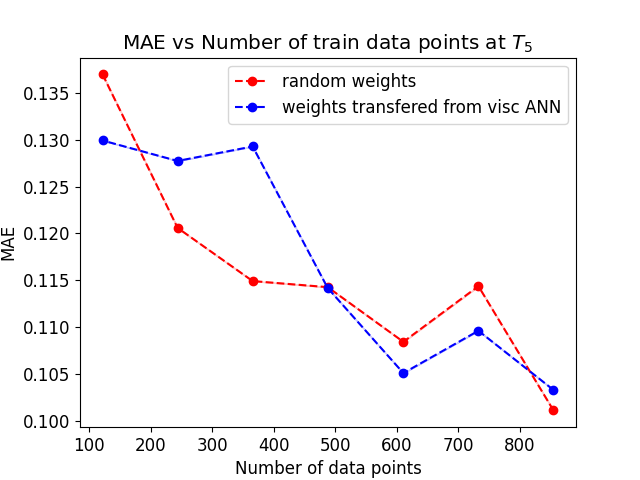 MAE vs Number of train data points at $T_5$
random weights
weights transfered from visc ANN
0.135
0.130
0.125
0.120
0.115
0.110
0.105
0.100
MAE
100 200 300 400 500 600 700 800
Number of data points